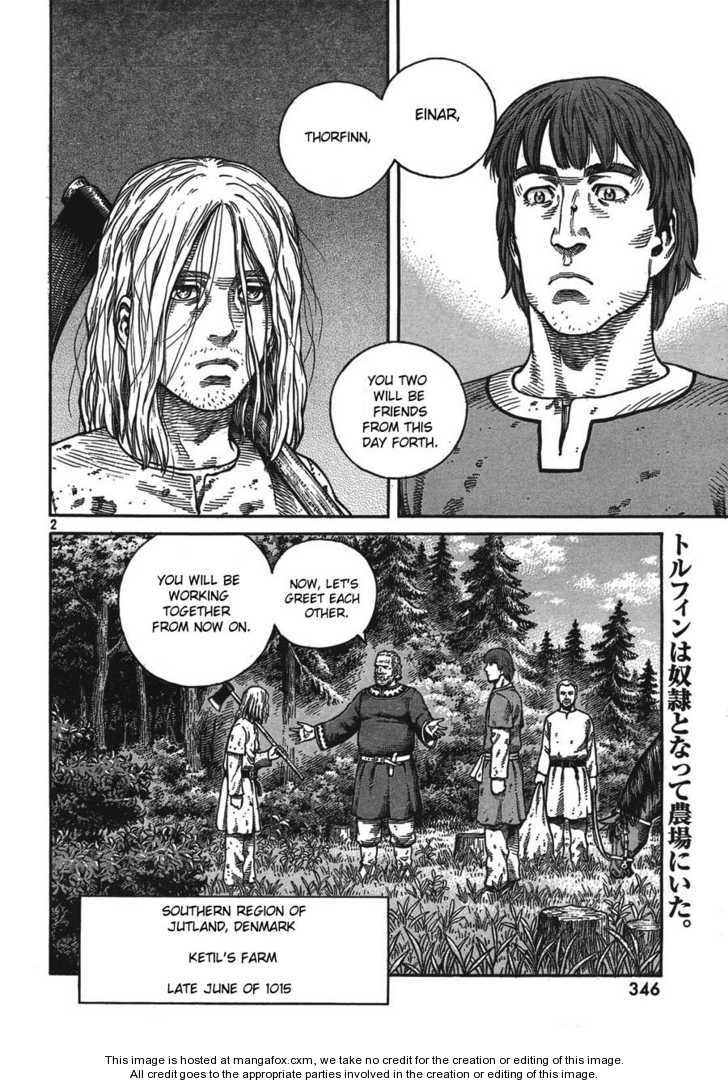 EINAR,
THORFINN,
YOU TWO
WILL BE
FRIENDS
FROM THIS
DAY FORTH.
2
NOW, LET'S
GREET EACH
OTHER.
YOU WILL BE
WORKING
TOGETHER
FROM NOW ON.
トルフィンは奴隷となって農場にいた。
SOUTHERN REGION OF
JUTLAND, DENMARK
KETIL'S FARM
LATE JUNE OF 1015
346
This image is hosted at mangafox.cxm, we take no credit for the creation or editing of this image.
All credit goes to the appropriate parties involved in the creation or editing of this image.